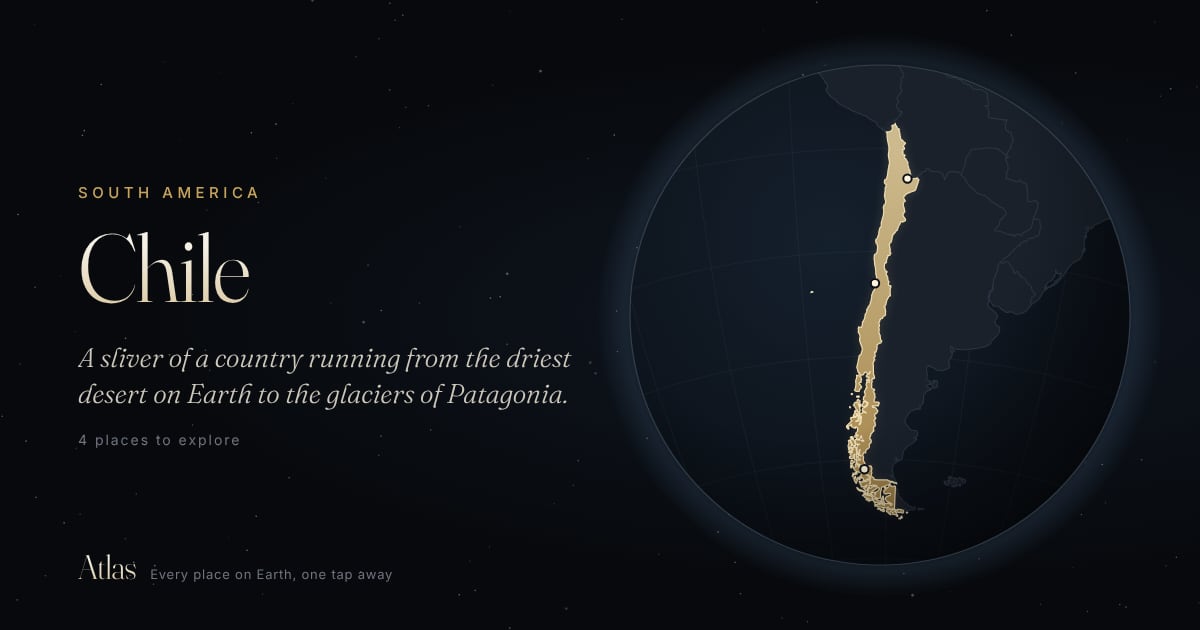 SOUTH AMERICA
Chile
A sliver of a country running from the driest
desert on Earth to the glaciers of Patagonia.
4 places to explore
Atlas Every place on Earth, one tap away